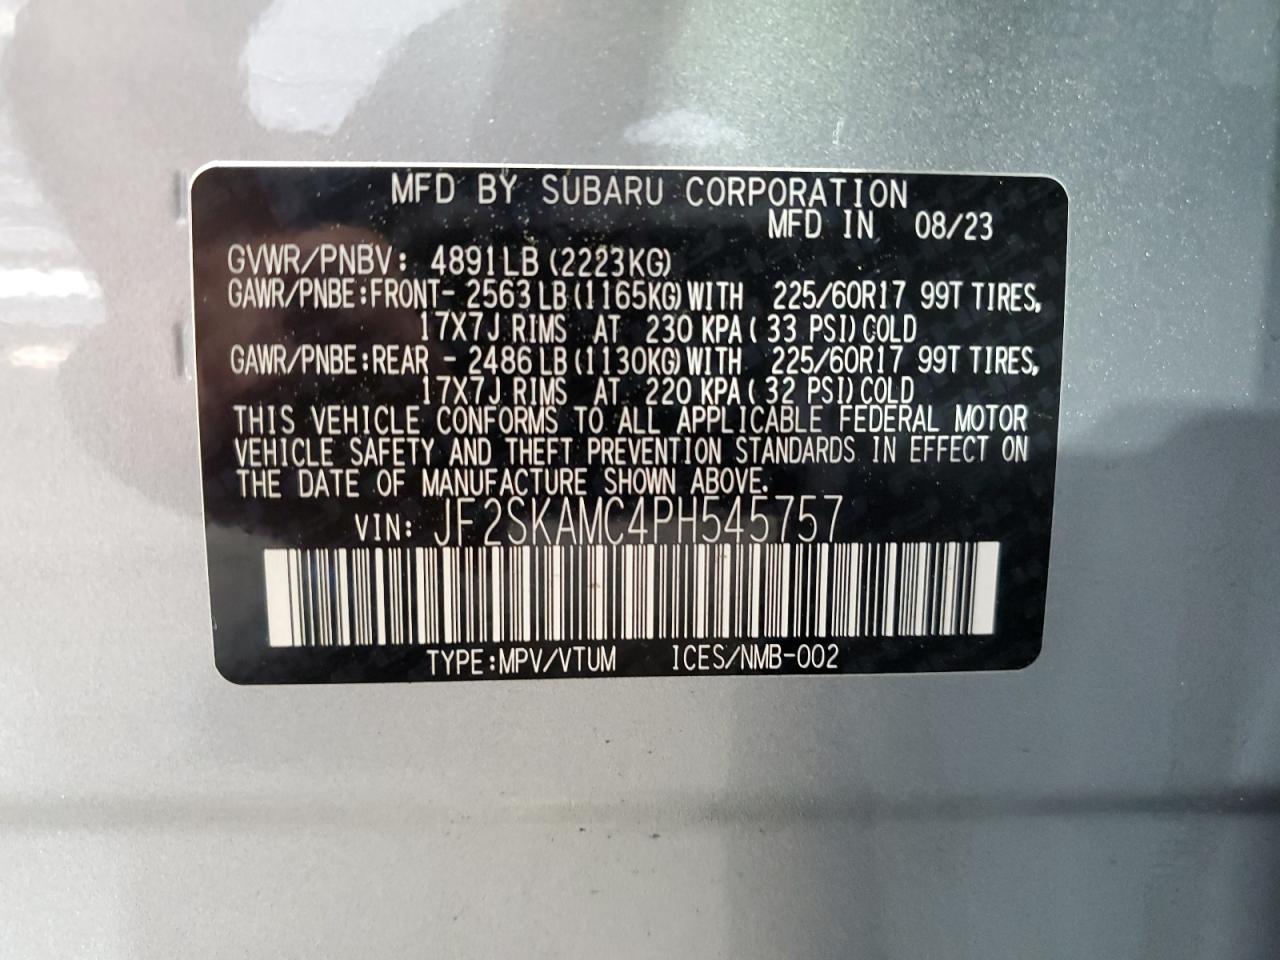 MFD BY SUBARU CORPORATION
MFD IN 08/23
GVWR/PNBV: 4891LB (2223KG)
GAWR/PNBE:FRONT- 2563 LB (1165KG) WITH 225/60R17 99T TIRES,
17X7J RIMS AT 230 KPA ( 33 PSI) COLD
GAWR/PNBE:REAR - 2486 LB (1130KG) WITH 225/60R17 99T TIRES,
17X7J RIMS AT 220 KPA ( 32 PSI) COLD
THIS VEHICLE CONFORMS TO ALL APPLICABLE FEDERAL MOTOR
VEHICLE SAFETY AND THEFT PREVENTION STANDARDS IN EFFECT ON
THE DATE OF MANUFACTURE SHOWN ABOVE.
VIN: JF2SKAMC4PH545757
TYPE:MPV/VTUM ICES/NMB-002